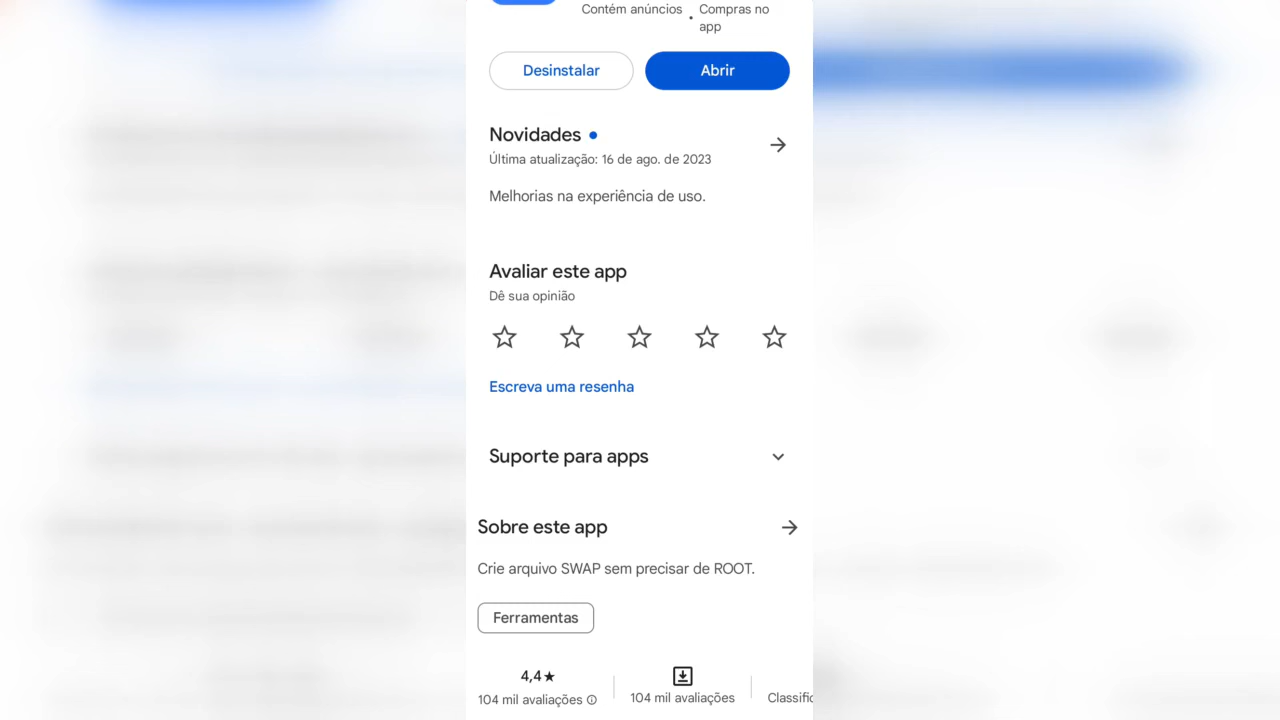 Contém anúncios • Compras no
app
Desinstalar Abrir
Novidades
Última atualização: 16 de ago. de 2023
Melhorias na experiência de uso.
Avaliar este app
Dê sua opinião
Escreva uma resenha
Suporte para apps
Sobre este app
Crie arquivo SWAP sem precisar de ROOT.
Ferramentas
4,4★
104 mil avaliações 104 mil avaliações